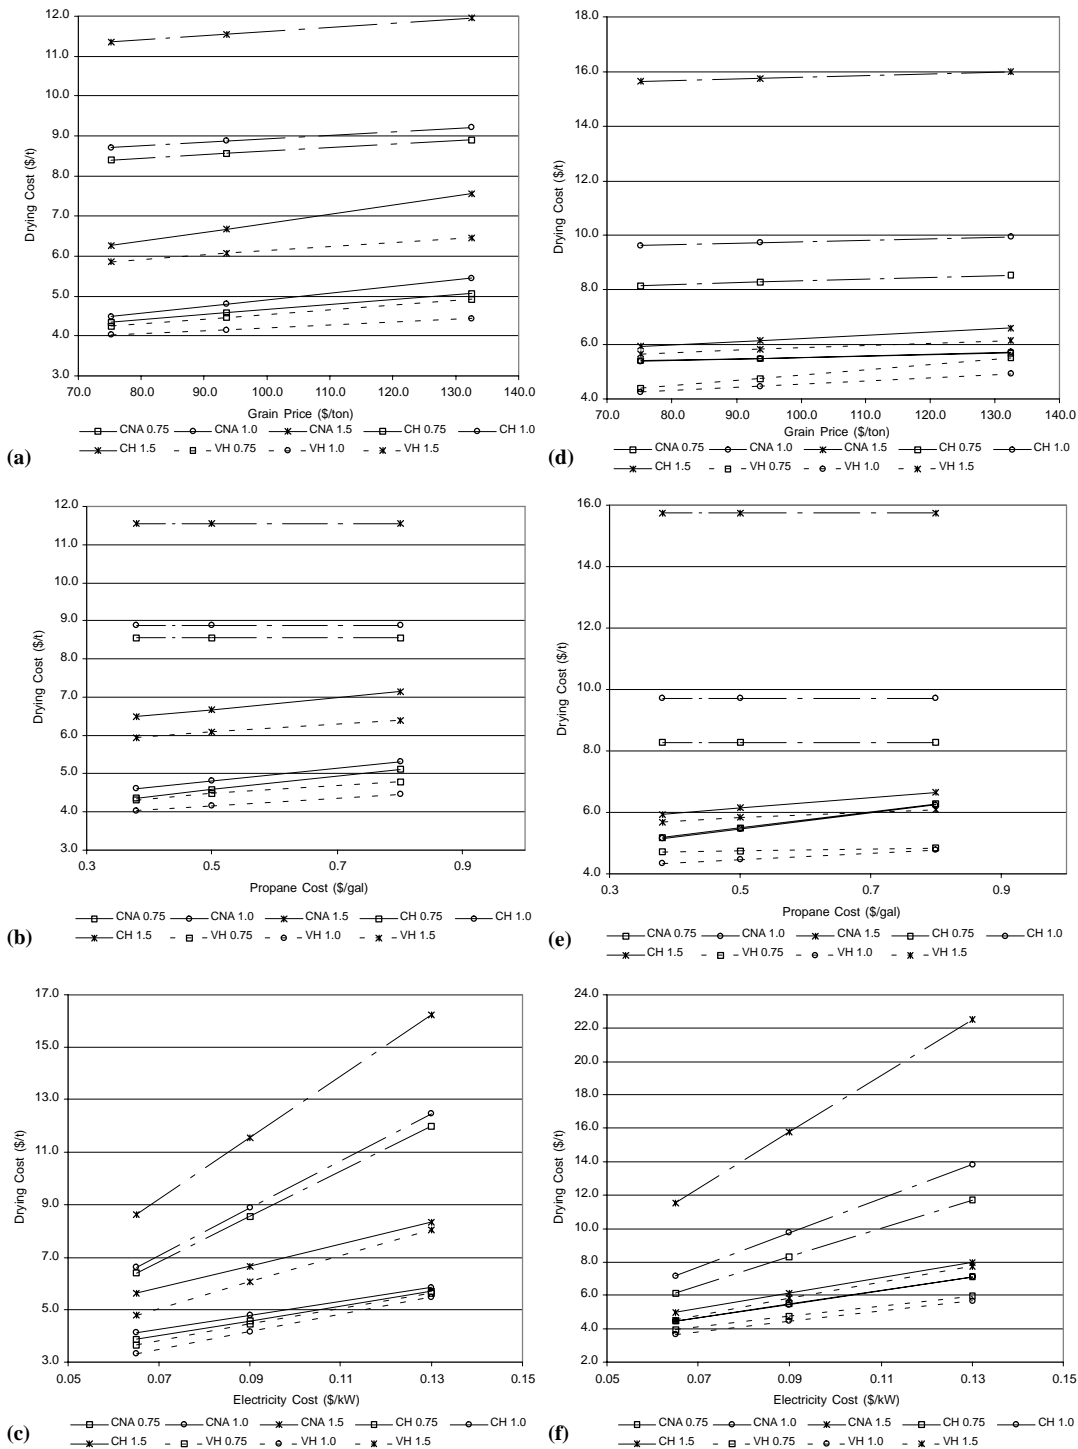 12.0
11.0
10.0
9.0
8.0
7.0
6.0
5.0
4.0
3.0
Drying Cost ($/t)
70.0 80.0 90.0 100.0 110.0 120.0 130.0 140.0
Grain Price ($/ton)
CNA 0.75 CNA 1.0 CNA 1.5 CH 0.75 CH 1.0
CH 1.5 VH 0.75 VH 1.0 VH 1.5
(a)
18.0
16.0
14.0
12.0
10.0
8.0
6.0
4.0
Drying Cost ($/t)
70.0 80.0 90.0 100.0 110.0 120.0 130.0 140.0
Grain Price ($/ton)
CNA 0.75 CNA 1.0 CNA 1.5 CH 0.75 CH 1.0
CH 1.5 VH 0.75 VH 1.0 VH 1.5
(d)
12.0
11.0
10.0
9.0
8.0
7.0
6.0
5.0
4.0
3.0
Drying Cost ($/t)
0.3 0.5 0.7 0.9
Propane Cost ($/gal)
CNA 0.75 CNA 1.0 CNA 1.5 CH 0.75 CH 1.0
CH 1.5 VH 0.75 VH 1.0 VH 1.5
(b)
16.0
14.0
12.0
10.0
8.0
6.0
4.0
Drying Cost ($/t)
0.3 0.5 0.7 0.9
Propane Cost ($/gal)
CNA 0.75 CNA 1.0 CNA 1.5 CH 0.75 CH 1.0
CH 1.5 VH 0.75 VH 1.0 VH 1.5
(e)
17.0
15.0
13.0
11.0
9.0
7.0
5.0
3.0
Drying Cost ($/t)
0.05 0.07 0.09 0.11 0.13 0.15
Electricity Cost ($/kW)
CNA 0.75 CNA 1.0 CNA 1.5 CH 0.75 CH 1.0
CH 1.5 VH 0.75 VH 1.0 VH 1.5
(c)
24.0
22.0
20.0
18.0
16.0
14.0
12.0
10.0
8.0
6.0
4.0
2.0
Drying Cost ($/t)
0.05 0.07 0.09 0.11 0.13 0.15
Electricity Cost ($/kW)
CNA 0.75 CNA 1.0 CNA 1.5 CH 0.75 CH 1.0
CH 1.5 VH 0.75 VH 1.0 VH 1.5
(f)